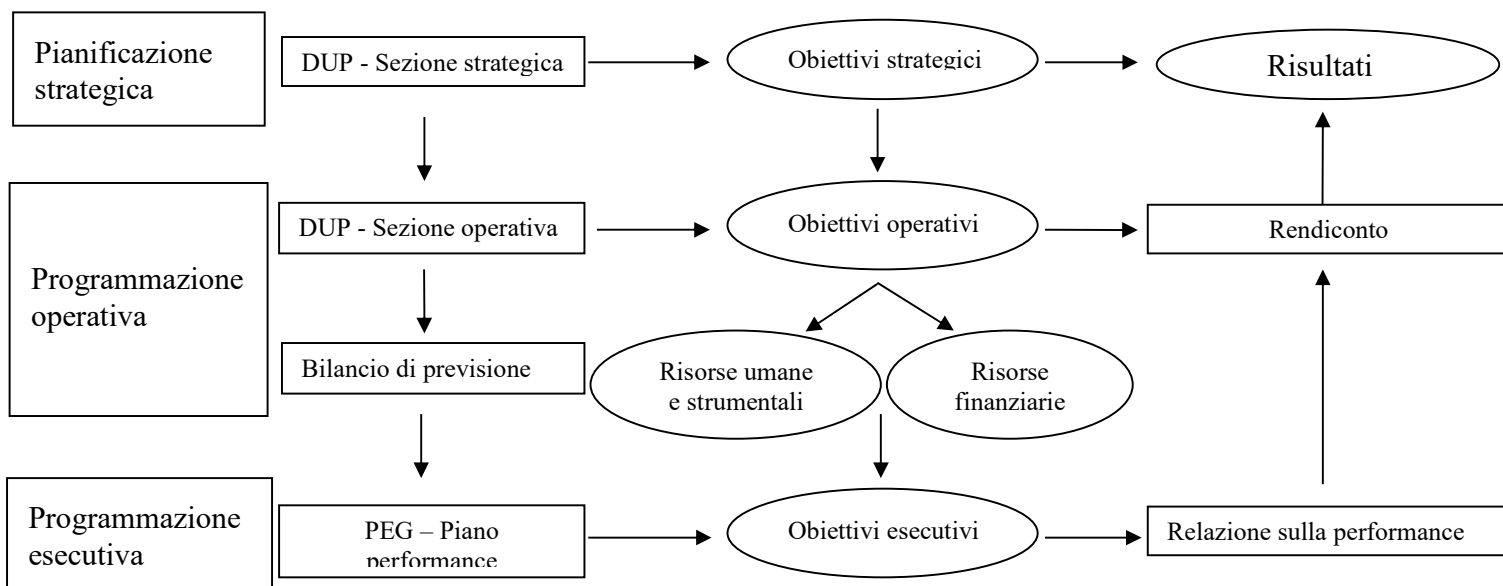 Pianificazione
strategica
DUP - Sezione strategica
Obiettivi strategici
Risultati
Programmazione
operativa
DUP - Sezione operativa
Obiettivi operativi
Rendiconto
Bilancio di previsione
Risorse umane
e strumentali
Risorse
finanziarie
Programmazione
esecutiva
PEG – Piano
performance
Obiettivi esecutivi
Relazione sulla performance